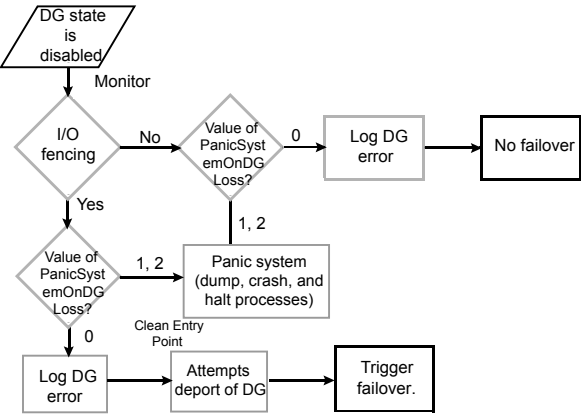 DG state
is
disabled
Monitor
I/O
fencing
No
Value of
PanicSyst
emOnDG
Loss?
0
Log DG
error
No failover
Yes
1, 2
Value of
PanicSyst
emOnDG
Loss?
1, 2
Panic system
(dump, crash, and
halt processes)
0
Clean Entry
Point
Log DG
error
Attempts
deport of DG
Trigger
failover.